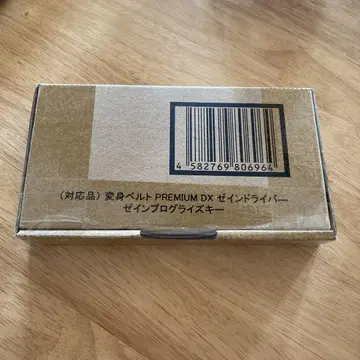 4 582769 806964
（対応品）変身ベルト PREMIUM DX ゼインドライバー
ゼインプログライズキー